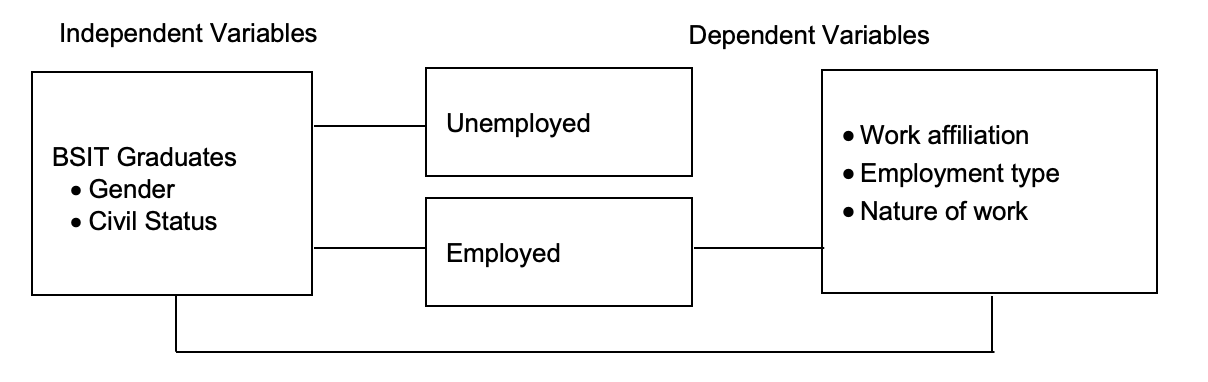 Independent Variables
Dependent Variables
BSIT Graduates
• Gender
• Civil Status
Unemployed
Employed
• Work affiliation
• Employment type
• Nature of work